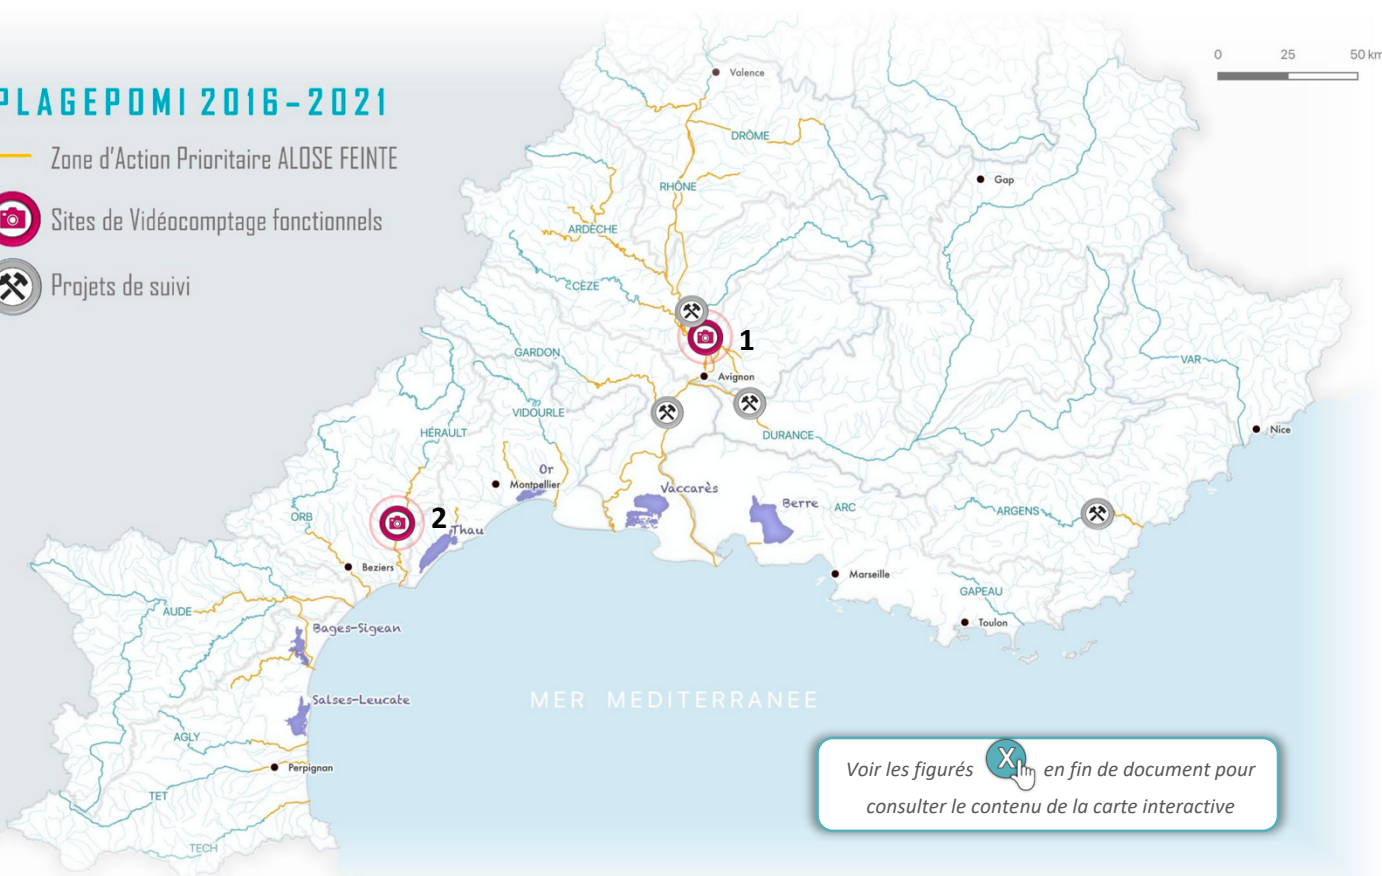 0 25 50 km
PLAGEPOMI 2016-2021
Zone d'Action Prioritaire ALOSE FEINTE
Sites de Vidéocomptage fonctionnels
Projets de suivi
Valence
DRÔME
Gap
RHÔNE
ARDÈCHE
CÈZE
1
GARDON
Avignon
VAR
VIDOURLE
HÉRAULT
DURANCE
Nice
Or
Montpellier
Vaccarès
Berre
ARC
ARGENS
ORB
2
Thau
Beziers
Marseille
GAPEAU
AUDE
Toulon
Bages-Sigean
Salses-Leucate
MER MEDITERRANEE
AGLY
Perpignan
TET
TECH
Voir les figurés X en fin de document pour
consulter le contenu de la carte interactive